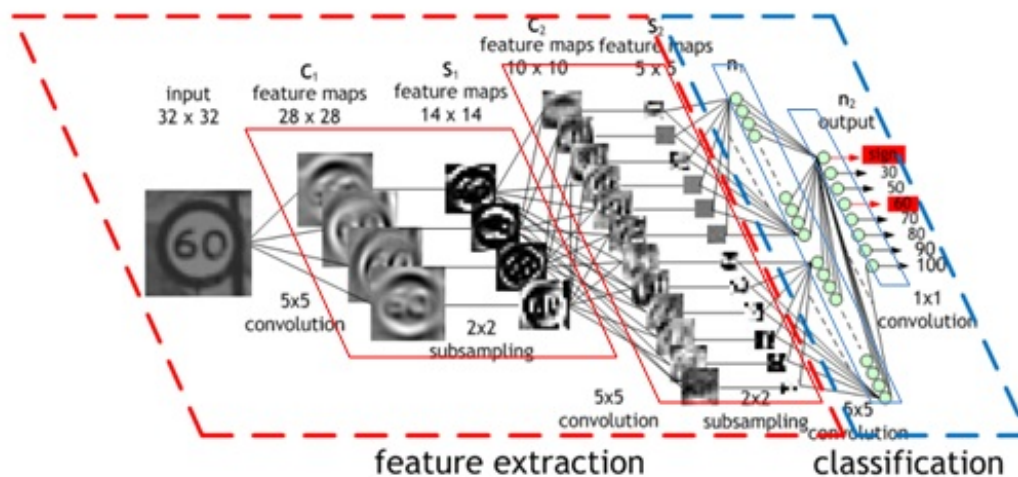 input
32 x 32
C1
feature maps
28 x 28
S1
feature maps
14 x 14
C2
feature maps
10 x 10
S2
feature maps
5 x 5
n1
n2
output
60
sign
30
50
60
70
80
90
100
5x5
convolution
2x2
subsampling
5x5
convolution
2x2
subsampling
5x5
convolution
1x1
convolution
feature extraction
classification